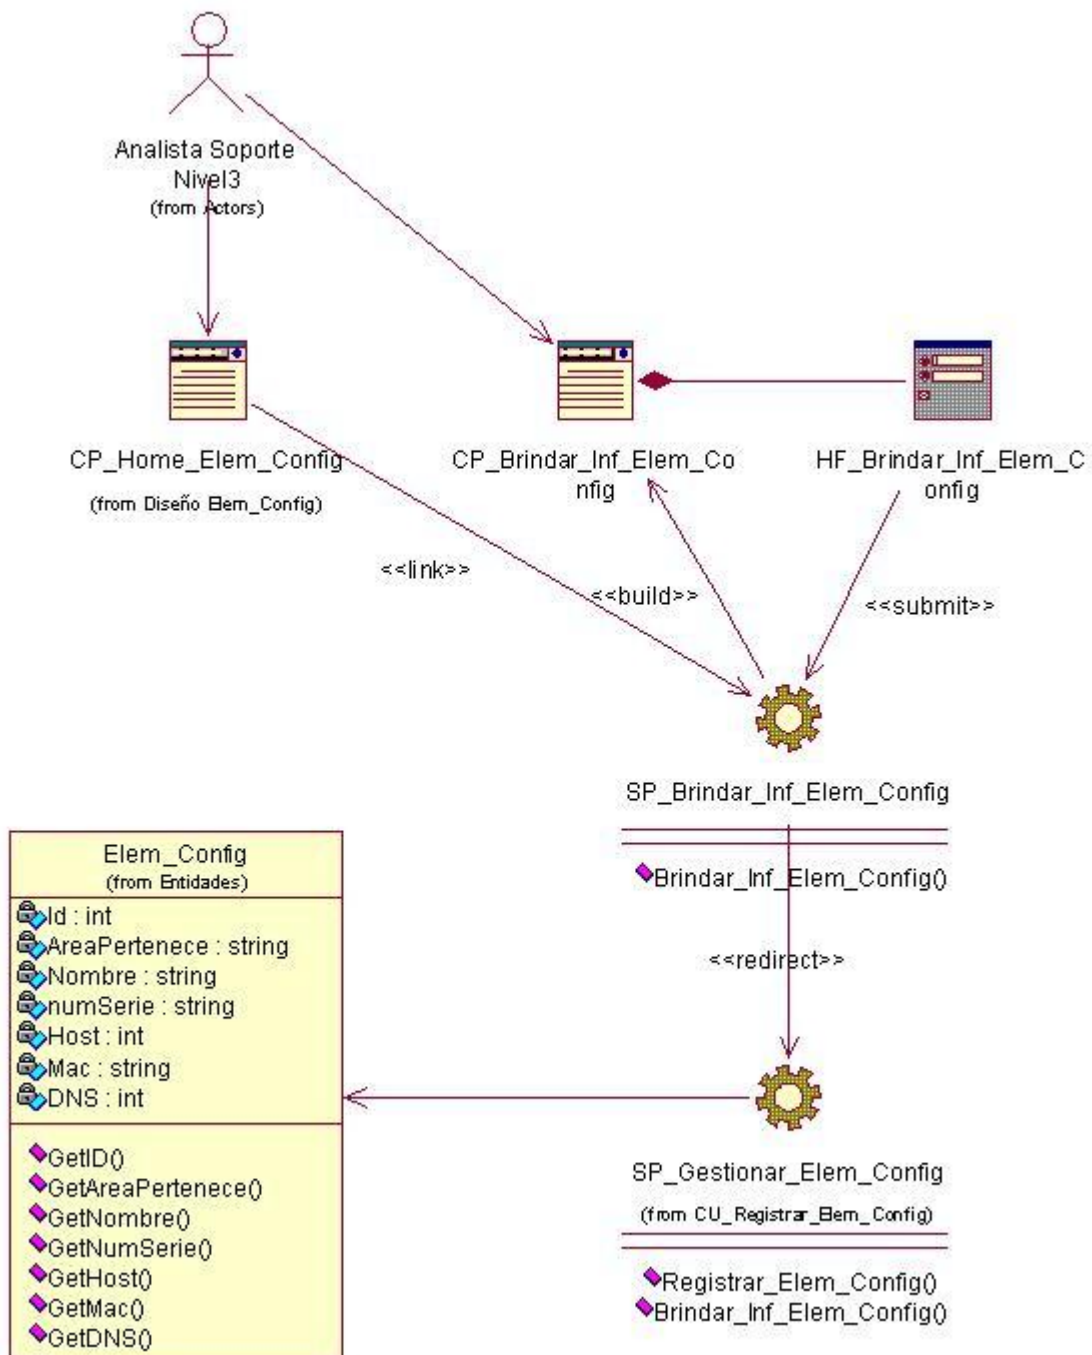 Analista Soporte
Nivel3
(from Actors)
CP_Home_Elem_Config
(from Diseño Elem_Config)
CP_Brindar_Inf_Elem_Co
nfig
HF_Brindar_Inf_Elem_C
onfig
<<link>>
<<build>>
<<submit>>
SP_Brindar_Inf_Elem_Config
Brindar_Inf_Elem_Config()
<<redirect>>
Elem_Config
(from Entidades)
Id : int
AreaPertenece : string
Nombre : string
numSerie : string
Host : int
Mac : string
DNS : int
GetID()
GetAreaPertenece()
GetNombre()
GetNumSerie()
GetHost()
GetMac()
GetDNS()
SP_Gestionar_Elem_Config
(from CU_Registrar_Elem_Config)
Registrar_Elem_Config()
Brindar_Inf_Elem_Config()